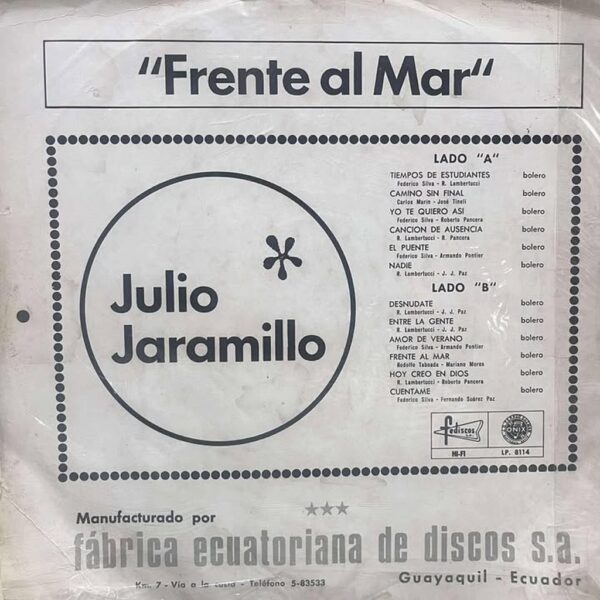 "Frente al Mar"
LADO "A"
TIEMPOS DE ESTUDIANTES bolero
Federico Silva - R. Lambertucci
CAMINO SIN FINAL bolero
Carlos Marín - José Tinelli
YO TE QUIERO ASI bolero
Federico Silva - Roberto Pancera
CANCION DE AUSENCIA bolero
R. Lambertucci - R. Pancera
EL PUENTE bolero
Federico Silva - Armando Pontier
NADIE bolero
R. Lambertucci - J. J. Paz
LADO "B"
DESNUDATE bolero
R. Lambertucci - J. J. Paz
ENTRE LA GENTE bolero
R. Lambertucci - J. J. Paz
AMOR DE VERANO bolero
Federico Silva - Armando Pontier
FRENTE AL MAR bolero
Rodolfo Taboada - Mariano Mores
HOY CREO EN DIOS bolero
R. Lambertucci - Roberto Pancera
CUENTAME bolero
Federico Silva - Fernando Suárez Paz
Julio
Jaramillo
fediscos
ONIX
HI-FI
LP. 8114
Manufacturado por
fábrica ecuatoriana de discos s.a.
Km. 7 - Vía a la costa - Teléfono 5-83533
Guayaquil - Ecuador